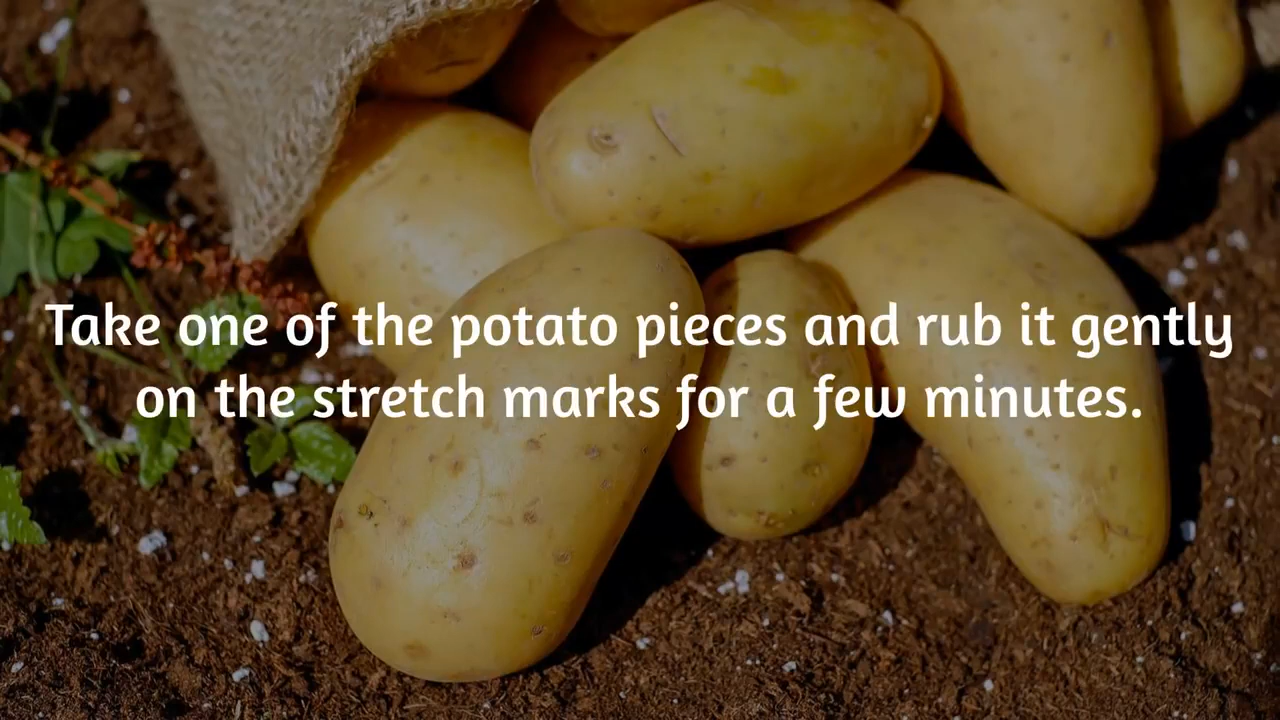 Take one of the potato pieces and rub it gently
on the stretch marks for a few minutes.